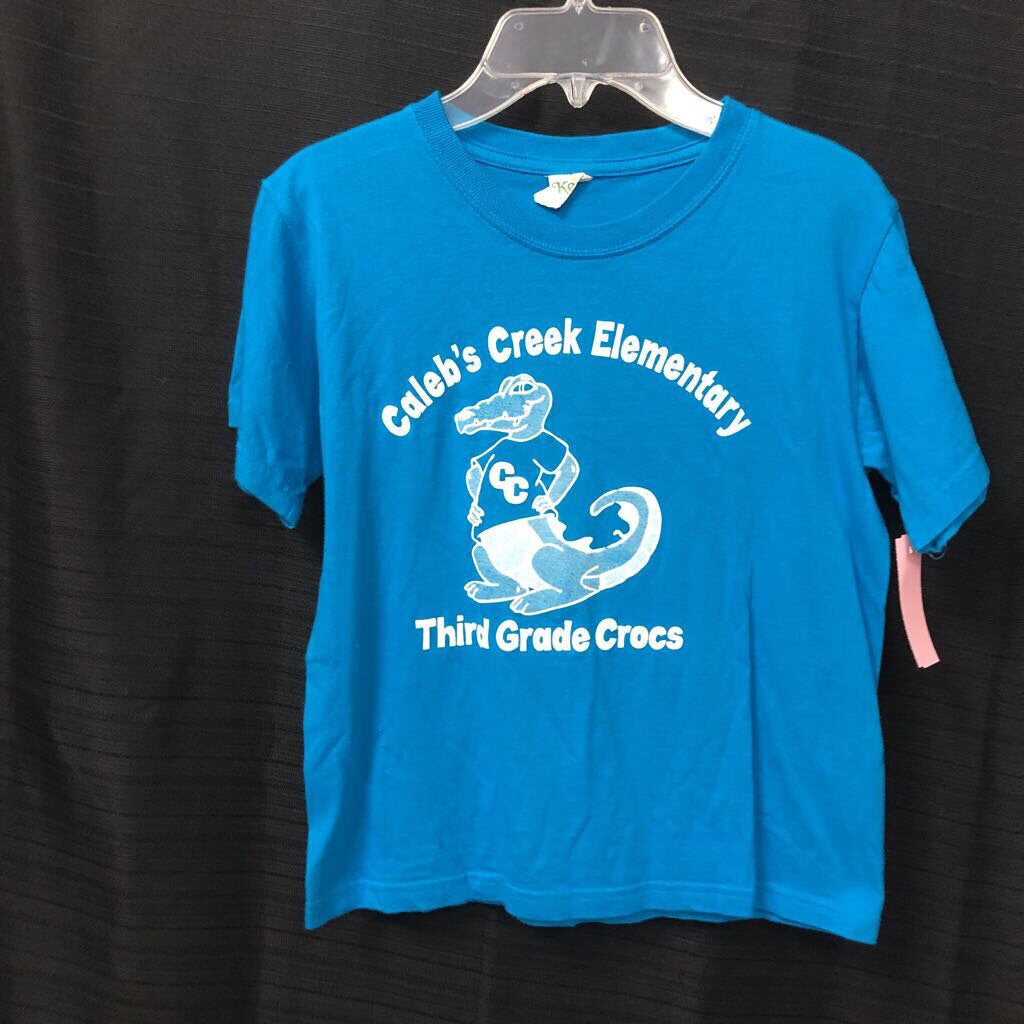 Caleb's Creek Elementary
CC
Third Grade Crocs